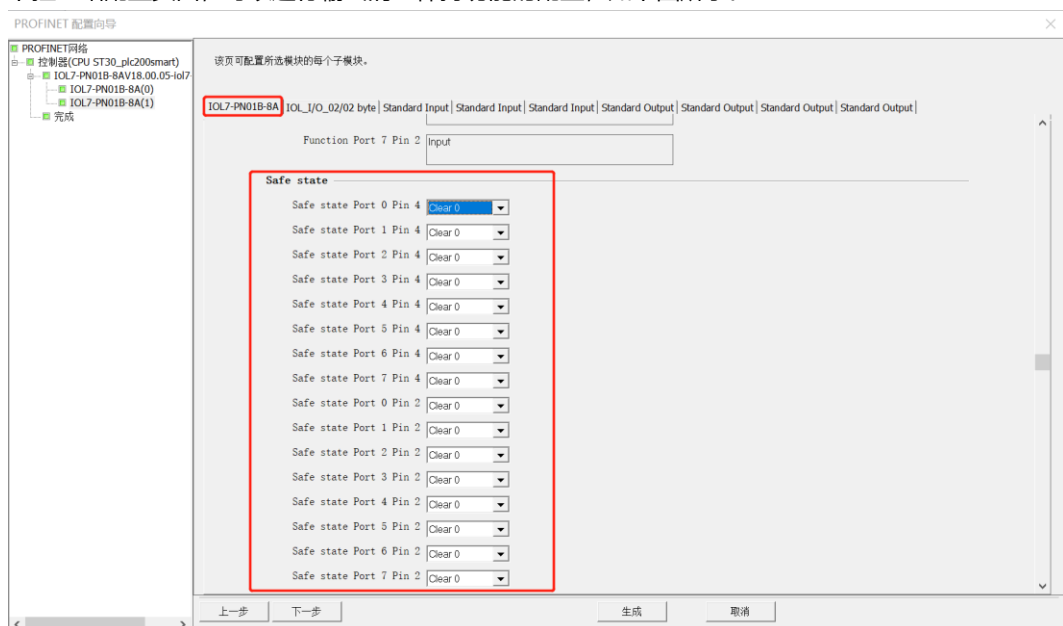 PROFINET 配置向导
PROFINET网络
控制器(CPU ST30_plc200smart)
IOL7-PN01B-8AV18.00.05-iol7-
IOL7-PN01B-8A(0)
IOL7-PN01B-8A(1)
完成
该页可配置所选模块的每个子模块。
IOL7-PN01B-8A IOL_I/O_02/02 byte Standard Input Standard Input Standard Input Standard Output Standard Output Standard Output Standard Output
Function Port 7 Pin 2 Input
Safe state
Safe state Port 0 Pin 4 Clear 0
Safe state Port 1 Pin 4 Clear 0
Safe state Port 2 Pin 4 Clear 0
Safe state Port 3 Pin 4 Clear 0
Safe state Port 4 Pin 4 Clear 0
Safe state Port 5 Pin 4 Clear 0
Safe state Port 6 Pin 4 Clear 0
Safe state Port 7 Pin 4 Clear 0
Safe state Port 0 Pin 2 Clear 0
Safe state Port 1 Pin 2 Clear 0
Safe state Port 2 Pin 2 Clear 0
Safe state Port 3 Pin 2 Clear 0
Safe state Port 4 Pin 2 Clear 0
Safe state Port 5 Pin 2 Clear 0
Safe state Port 6 Pin 2 Clear 0
Safe state Port 7 Pin 2 Clear 0
上一步 下一步 生成 取消